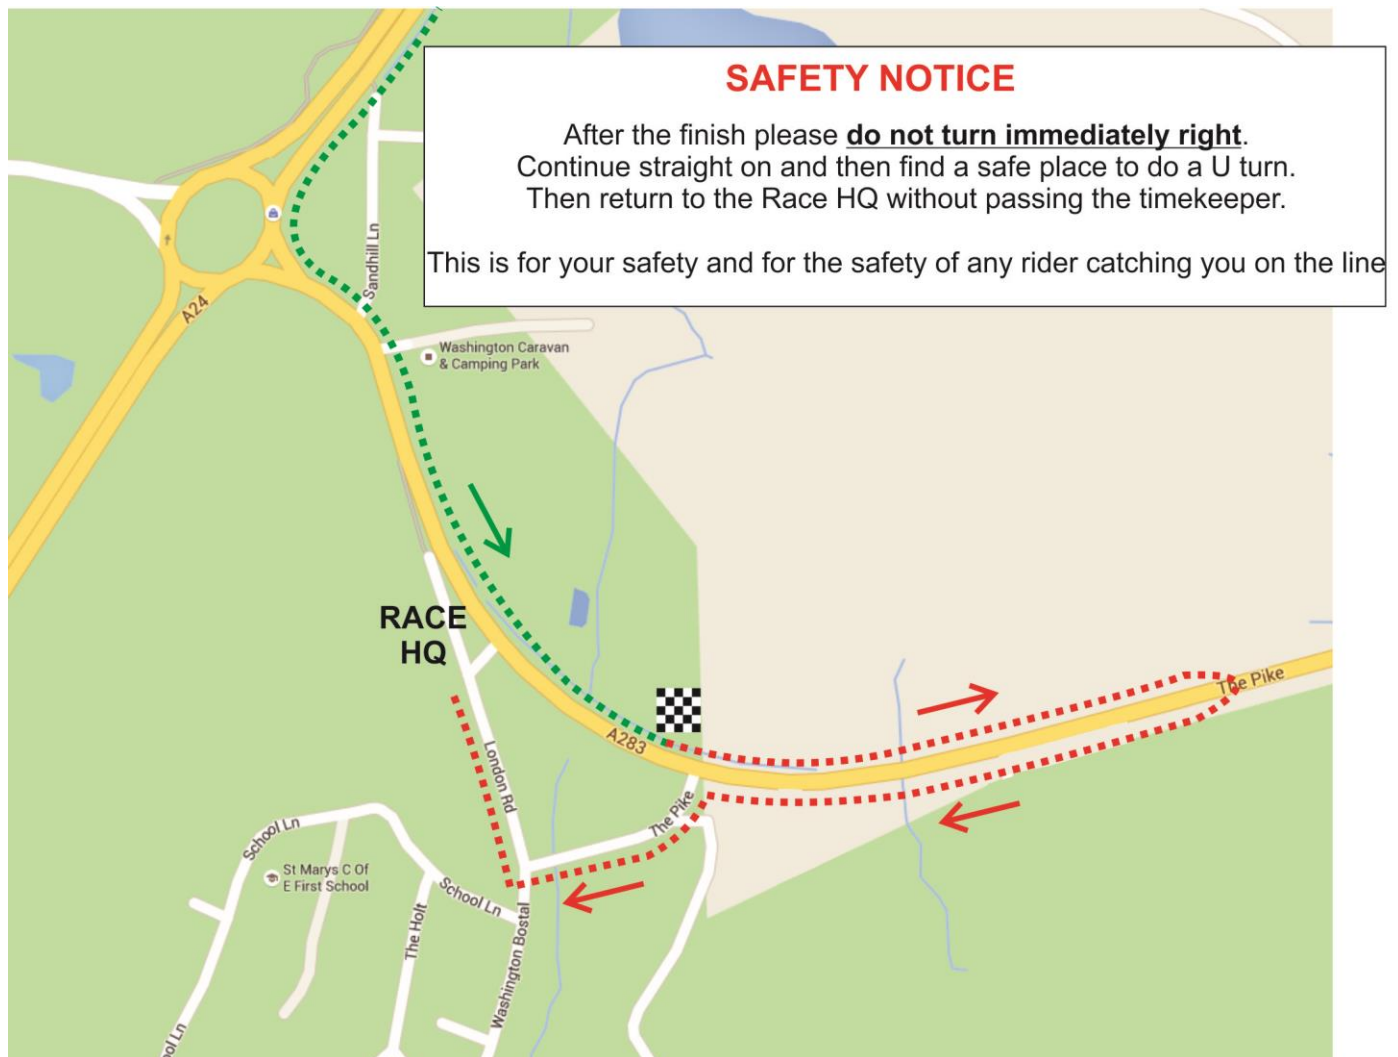 SAFETY NOTICE
After the finish please do not turn immediately right.
Continue straight on and then find a safe place to do a U turn.
Then return to the Race HQ without passing the timekeeper.
This is for your safety and for the safety of any rider catching you on the line
Sandhill Ln
A24
Washington Caravan
& Camping Park
RACE
HQ
The Pike
A283
London Rd
The Pike
School Ln
St Marys C Of
E First School
School Ln
The Holt
Washington Bostal
ool Ln